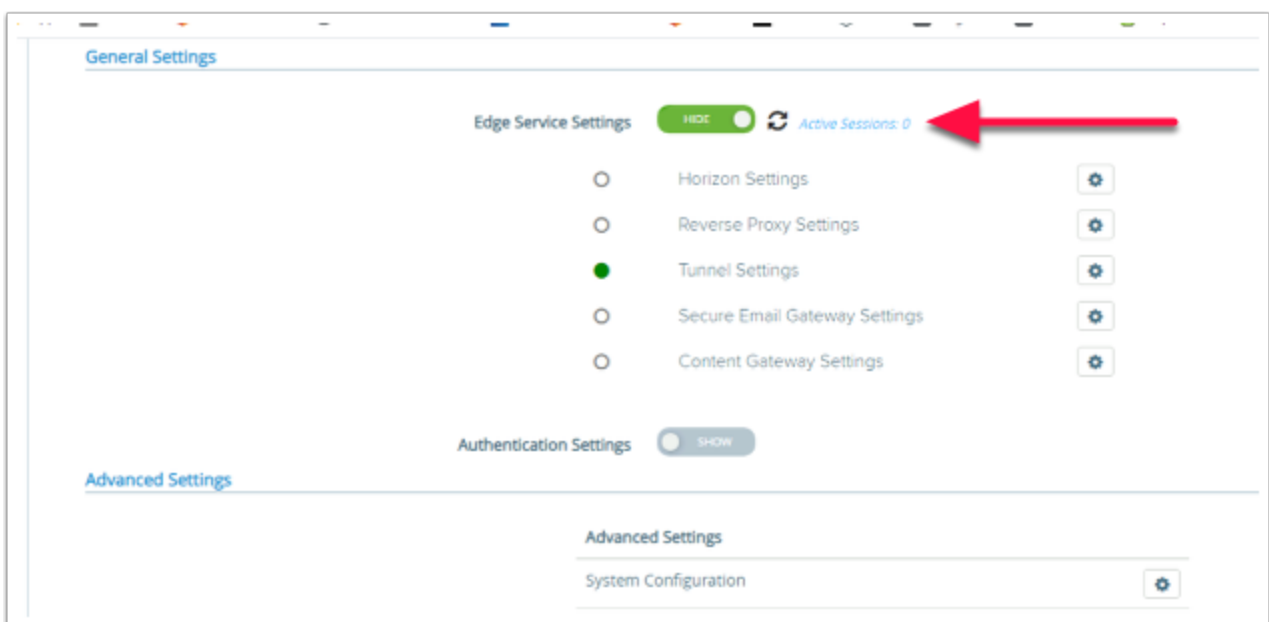 General Settings
Edge Service Settings HIDE Active Sessions: 0
Horizon Settings
Reverse Proxy Settings
Tunnel Settings
Secure Email Gateway Settings
Content Gateway Settings
Authentication Settings SHOW
Advanced Settings
Advanced Settings
System Configuration